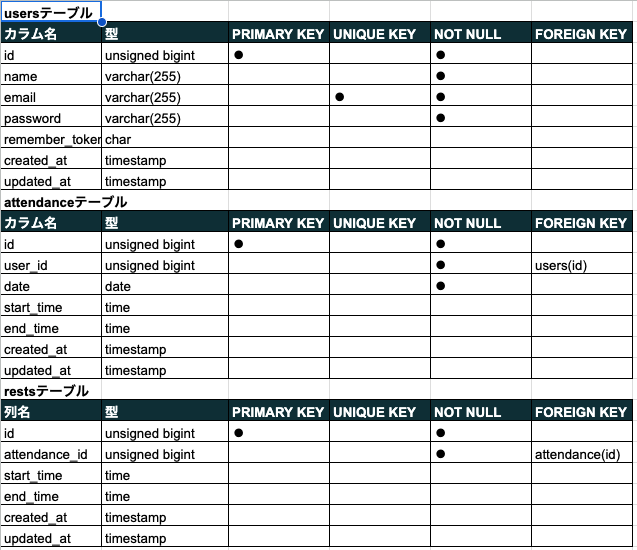 usersテーブル
カラム名 型 PRIMARY KEY UNIQUE KEY NOT NULL FOREIGN KEY
id unsigned bigint ● ●
name varchar(255) ●
email varchar(255) ● ●
password varchar(255) ●
remember_token char
created_at timestamp
updated_at timestamp
attendanceテーブル
カラム名 型 PRIMARY KEY UNIQUE KEY NOT NULL FOREIGN KEY
id unsigned bigint ● ●
user_id unsigned bigint ● users(id)
date date ●
start_time time
end_time time
created_at timestamp
updated_at timestamp
restsテーブル
列名 型 PRIMARY KEY UNIQUE KEY NOT NULL FOREIGN KEY
id unsigned bigint ● ●
attendance_id unsigned bigint ● attendance(id)
start_time time
end_time time
created_at timestamp
updated_at timestamp